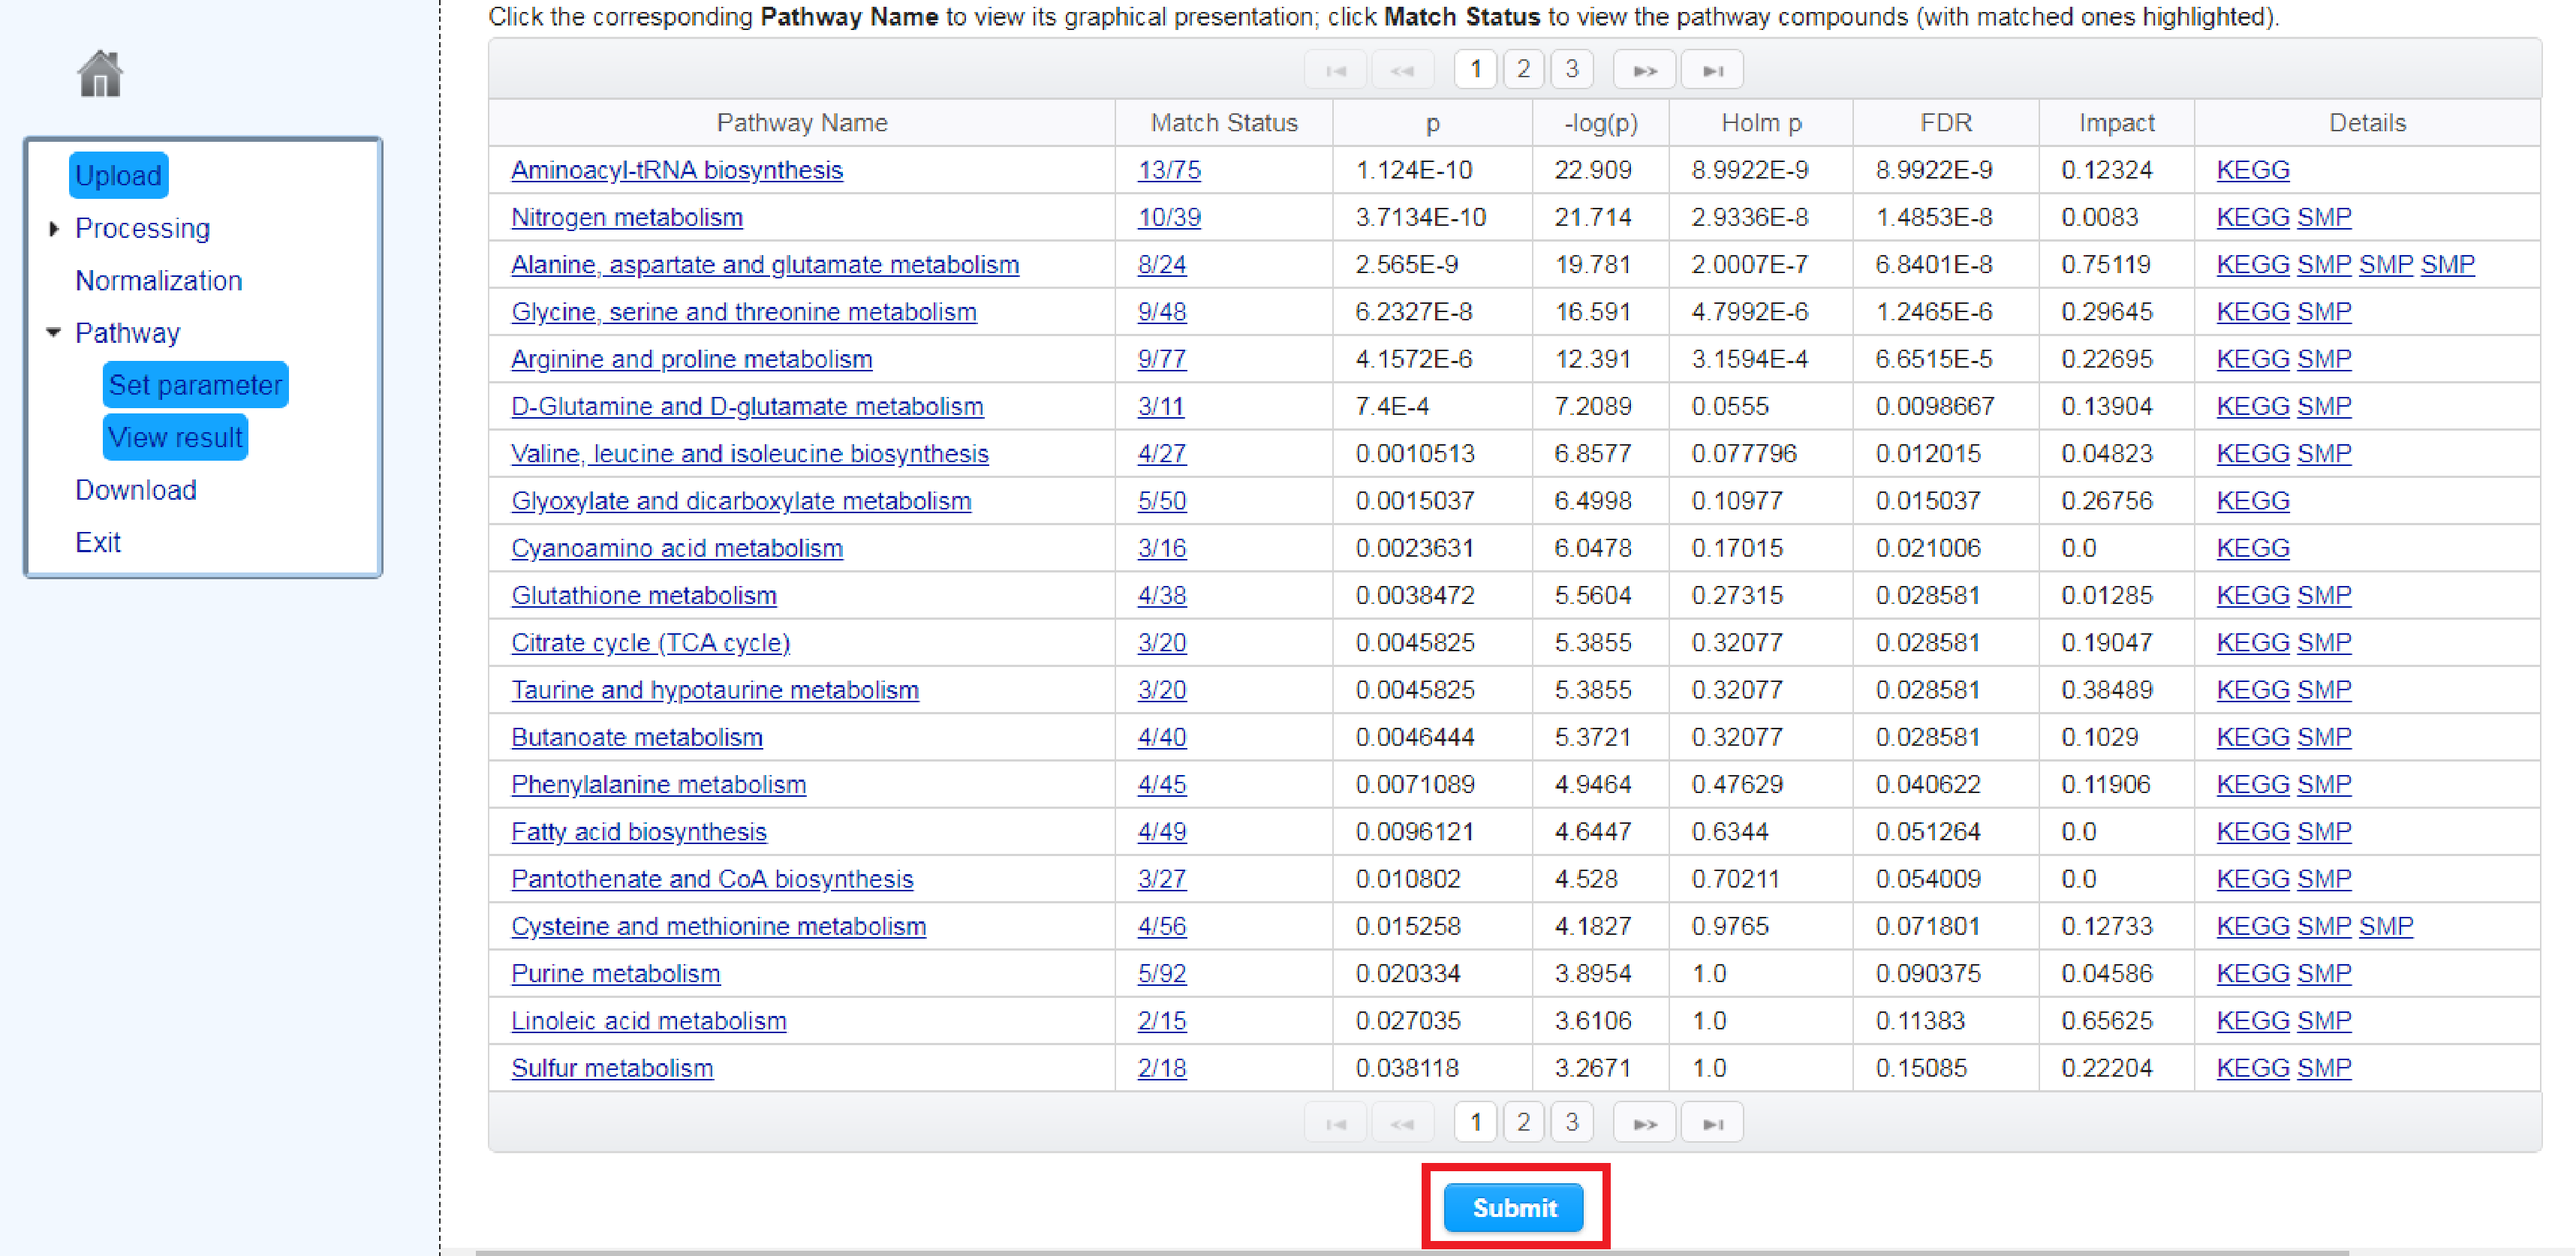 Click the corresponding Pathway Name to view its graphical presentation; click Match Status to view the pathway compounds (with matched ones highlighted).
Upload
Processing
Normalization
Pathway
Set parameter
View result
Download
Exit
1 2 3
Pathway Name Match Status p -log(p) Holm p FDR Impact Details
Aminoacyl-tRNA biosynthesis 13/75 1.124E-10 22.909 8.9922E-9 8.9922E-9 0.12324 KEGG
Nitrogen metabolism 10/39 3.7134E-10 21.714 2.9336E-8 1.4853E-8 0.0083 KEGG SMP
Alanine, aspartate and glutamate metabolism 8/24 2.565E-9 19.781 2.0007E-7 6.8401E-8 0.75119 KEGG SMP SMP SMP
Glycine, serine and threonine metabolism 9/48 6.2327E-8 16.591 4.7992E-6 1.2465E-6 0.29645 KEGG SMP
Arginine and proline metabolism 9/77 4.1572E-6 12.391 3.1594E-4 6.6515E-5 0.22695 KEGG SMP
D-Glutamine and D-glutamate metabolism 3/11 7.4E-4 7.2089 0.0555 0.0098667 0.13904 KEGG SMP
Valine, leucine and isoleucine biosynthesis 4/27 0.0010513 6.8577 0.077796 0.012015 0.04823 KEGG SMP
Glyoxylate and dicarboxylate metabolism 5/50 0.0015037 6.4998 0.10977 0.015037 0.26756 KEGG
Cyanoamino acid metabolism 3/16 0.0023631 6.0478 0.17015 0.021006 0.0 KEGG
Glutathione metabolism 4/38 0.0038472 5.5604 0.27315 0.028581 0.01285 KEGG SMP
Citrate cycle (TCA cycle) 3/20 0.0045825 5.3855 0.32077 0.028581 0.19047 KEGG SMP
Taurine and hypotaurine metabolism 3/20 0.0045825 5.3855 0.32077 0.028581 0.38489 KEGG SMP
Butanoate metabolism 4/40 0.0046444 5.3721 0.32077 0.028581 0.1029 KEGG SMP
Phenylalanine metabolism 4/45 0.0071089 4.9464 0.47629 0.040622 0.11906 KEGG SMP
Fatty acid biosynthesis 4/49 0.0096121 4.6447 0.6344 0.051264 0.0 KEGG SMP
Pantothenate and CoA biosynthesis 3/27 0.010802 4.528 0.70211 0.054009 0.0 KEGG SMP
Cysteine and methionine metabolism 4/56 0.015258 4.1827 0.9765 0.071801 0.12733 KEGG SMP SMP
Purine metabolism 5/92 0.020334 3.8954 1.0 0.090375 0.04586 KEGG SMP
Linoleic acid metabolism 2/15 0.027035 3.6106 1.0 0.11383 0.65625 KEGG SMP
Sulfur metabolism 2/18 0.038118 3.2671 1.0 0.15085 0.22204 KEGG SMP
1 2 3
Submit